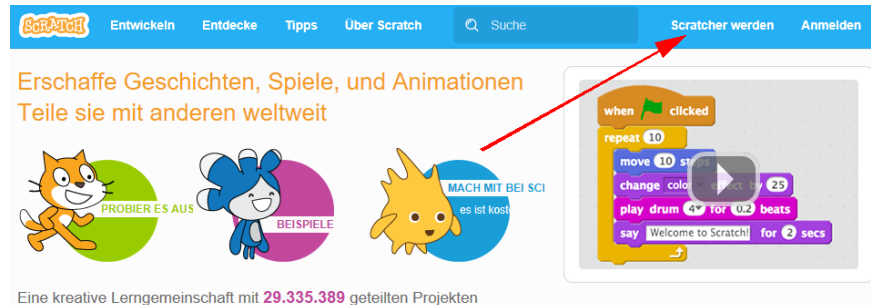 SCRATCH Entwickeln Entdecke Tipps Über Scratch Suche Scratcher werden Anmelden
Erschaffe Geschichten, Spiele, und Animationen
Teile sie mit anderen weltweit
PROBIER ES AUS
BEISPIELE
MACH MIT BEI SCI
es ist kost
when clicked
repeat 10
move 10 steps
change color effect by 25
play drum 4 for 0.2 beats
say Welcome to Scratch! for 2 secs
Eine kreative Lerngemeinschaft mit 29.335.389 geteilten Projekten